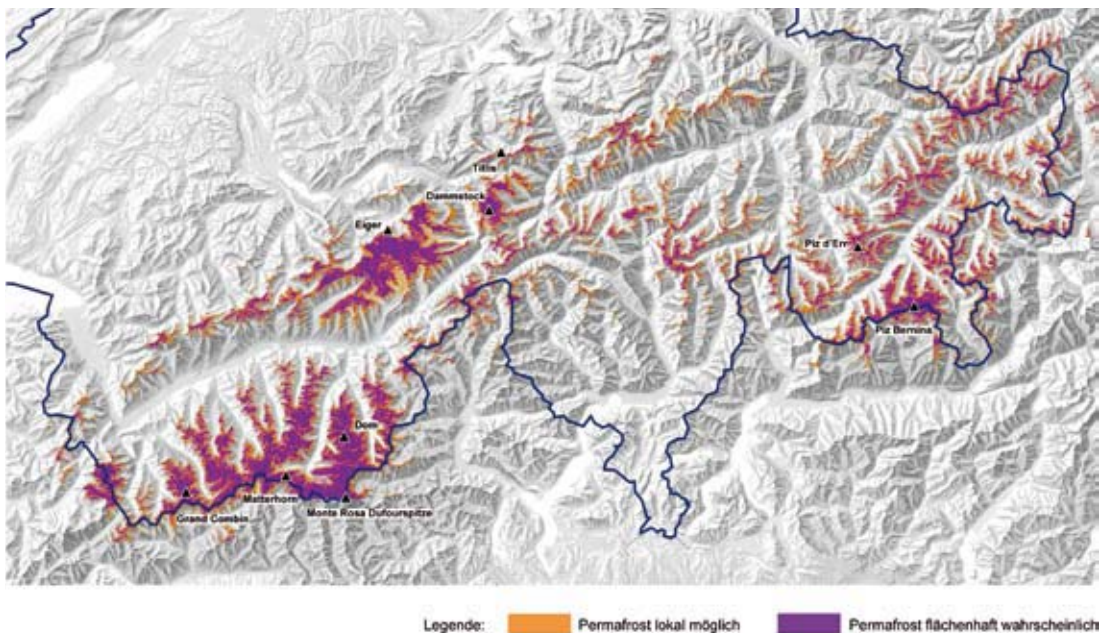 Titlis
Dammstock
Eiger
Piz d'Err
Piz Bernina
Dom
Matterhorn
Grand Combin
Monte Rosa Dufourspitze
Legende:
Permafrost lokal möglich
Permafrost flächenhaft wahrscheinlich